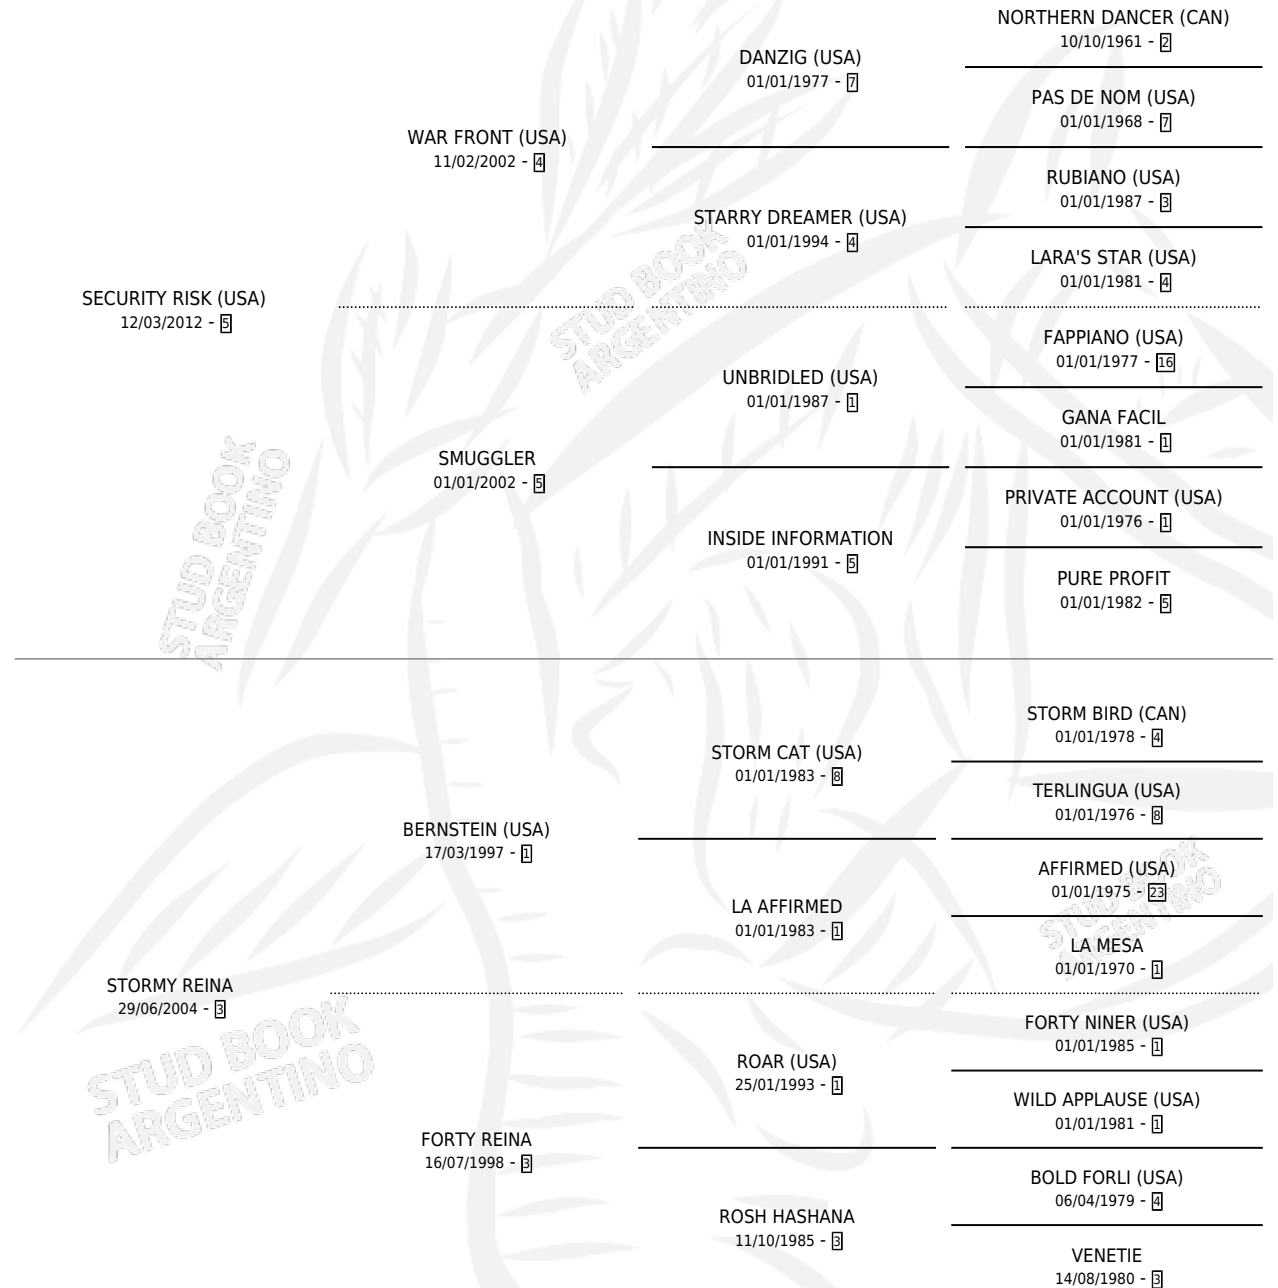 NORTHERN DANCER (CAN)
10/10/1961 - 2
DANZIG (USA)
01/01/1977 - 7
PAS DE NOM (USA)
01/01/1968 - 7
WAR FRONT (USA)
11/02/2002 - 4
RUBIANO (USA)
01/01/1987 - 3
STARRY DREAMER (USA)
01/01/1994 - 4
LARA'S STAR (USA)
01/01/1981 - 4
SECURITY RISK (USA)
12/03/2012 - 5
FAPPIANO (USA)
01/01/1977 - 16
UNBRIDLED (USA)
01/01/1987 - 1
GANA FACIL
01/01/1981 - 1
SMUGGLER
01/01/2002 - 5
PRIVATE ACCOUNT (USA)
01/01/1976 - 1
INSIDE INFORMATION
01/01/1991 - 5
PURE PROFIT
01/01/1982 - 5
STORM BIRD (CAN)
01/01/1978 - 4
STORM CAT (USA)
01/01/1983 - 8
TERLINGUA (USA)
01/01/1976 - 8
BERNSTEIN (USA)
17/03/1997 - 1
AFFIRMED (USA)
01/01/1975 - 23
LA AFFIRMED
01/01/1983 - 1
LA MESA
01/01/1970 - 1
STORMY REINA
29/06/2004 - 3
FORTY NINER (USA)
01/01/1985 - 1
ROAR (USA)
25/01/1993 - 1
WILD APPLAUSE (USA)
01/01/1981 - 1
FORTY REINA
16/07/1998 - 3
BOLD FORLI (USA)
06/04/1979 - 4
ROSH HASHANA
11/10/1985 - 3
VENETIE
14/08/1980 - 3
STUD BOOK
ARGENTINO
STUD BOOK
ARGENTINO
STUD BOOK
ARGENTINO
STUD BOOK
ARGENTINO